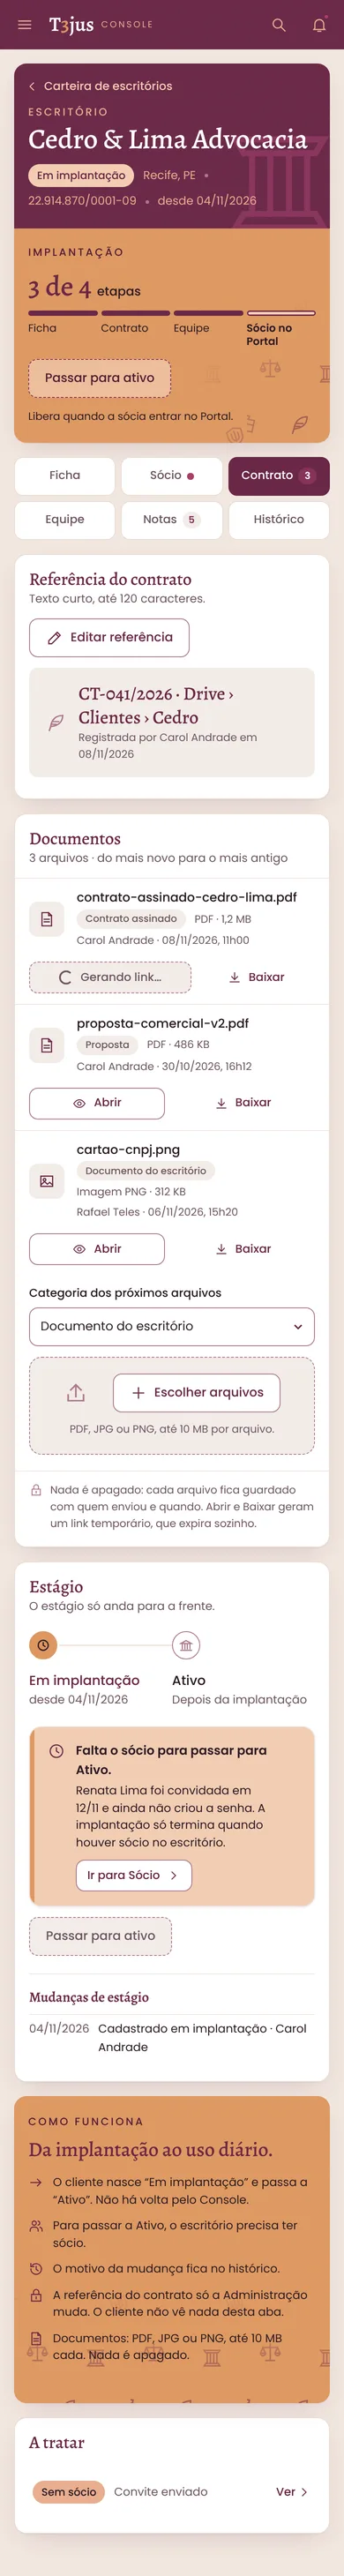 T3jus CONSOLE
Carteira de escritórios
ESCRITÓRIO
Cedro & Lima Advocacia
Em implantação Recife, PE •
22.914.870/0001-09 • desde 04/11/2026
IMPLANTAÇÃO
3 de 4 etapas
Ficha Contrato Equipe Sócio no
Portal
Passar para ativo
Libera quando a sócia entrar no Portal.
Ficha Sócio Contrato 3
Equipe Notas 5 Histórico
Referência do contrato
Texto curto, até 120 caracteres.
Editar referência
CT-041/2026 · Drive ›
Clientes › Cedro
Registrada por Carol Andrade em
08/11/2026
Documentos
3 arquivos · do mais novo para o mais antigo
contrato-assinado-cedro-lima.pdf
Contrato assinado PDF · 1,2 MB
Carol Andrade · 08/11/2026, 11h00
Gerando link... Baixar
proposta-comercial-v2.pdf
Proposta PDF · 486 KB
Carol Andrade · 30/10/2026, 16h12
Abrir Baixar
cartao-cnpj.png
Documento do escritório
Imagem PNG · 312 KB
Rafael Teles · 06/11/2026, 15h20
Abrir Baixar
Categoria dos próximos arquivos
Documento do escritório
Escolher arquivos
PDF, JPG ou PNG, até 10 MB por arquivo.
Nada é apagado: cada arquivo fica guardado
com quem enviou e quando. Abrir e Baixar geram
um link temporário, que expira sozinho.
Estágio
O estágio só anda para a frente.
Em implantação Ativo
desde 04/11/2026 Depois da implantação
Falta o sócio para passar para
Ativo.
Renata Lima foi convidada em
12/11 e ainda não criou a senha. A
implantação só termina quando
houver sócio no escritório.
Ir para Sócio
Passar para ativo
Mudanças de estágio
04/11/2026 Cadastrado em implantação · Carol
Andrade
COMO FUNCIONA
Da implantação ao uso diário.
O cliente nasce “Em implantação” e passa a
“Ativo”. Não há volta pelo Console.
Para passar a Ativo, o escritório precisa ter
sócio.
O motivo da mudança fica no histórico.
A referência do contrato só a Administração
muda. O cliente não vê nada desta aba.
Documentos: PDF, JPG ou PNG, até 10 MB
cada. Nada é apagado.
A tratar
Sem sócio Convite enviado Ver